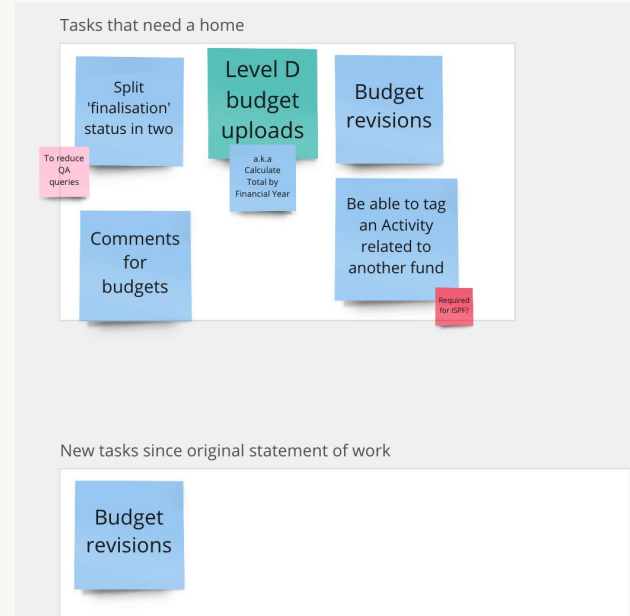 Tasks that need a home
Split
'finalisation'
status in two
To reduce
QA
queries
Level D
budget
uploads
a.k.a
Calculate
Total by
Financial Year
Budget
revisions
Comments
for
budgets
Be able to tag
an Activity
related to
another fund
Required
for ISPF?
New tasks since original statement of work
Budget
revisions